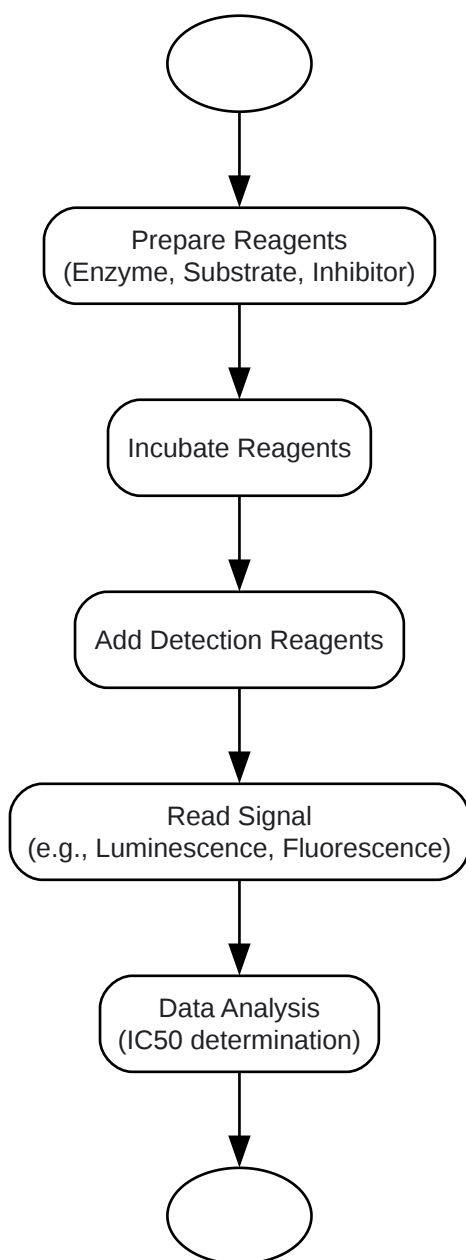 Prepare Reagents
(Enzyme, Substrate, Inhibitor)
Incubate Reagents
Add Detection Reagents
Read Signal
(e.g., Luminescence, Fluorescence)
Data Analysis
(IC50 determination)